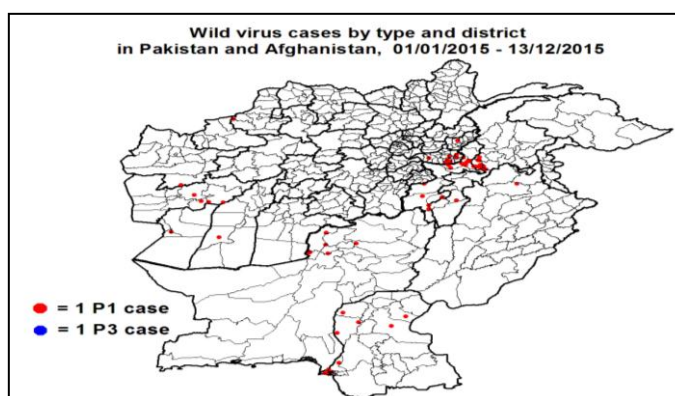 Wild virus cases by type and district
in Pakistan and Afghanistan, 01/01/2015 - 13/12/2015
= 1 P1 case
= 1 P3 case